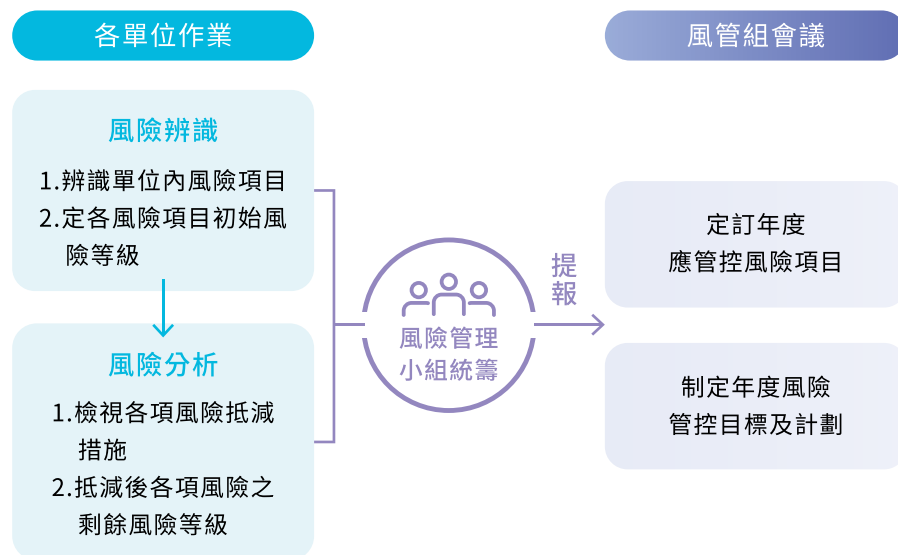 各單位作業
風險辨識
1.辨識單位內風險項目
2.定各風險項目初始風
險等級
風險分析
1.檢視各項風險抵減
措施
2.抵減後各項風險之
剩餘風險等級
風險管理
小組統籌
提
報
風管組會議
定訂年度
應管控風險項目
制定年度風險
管控目標及計劃